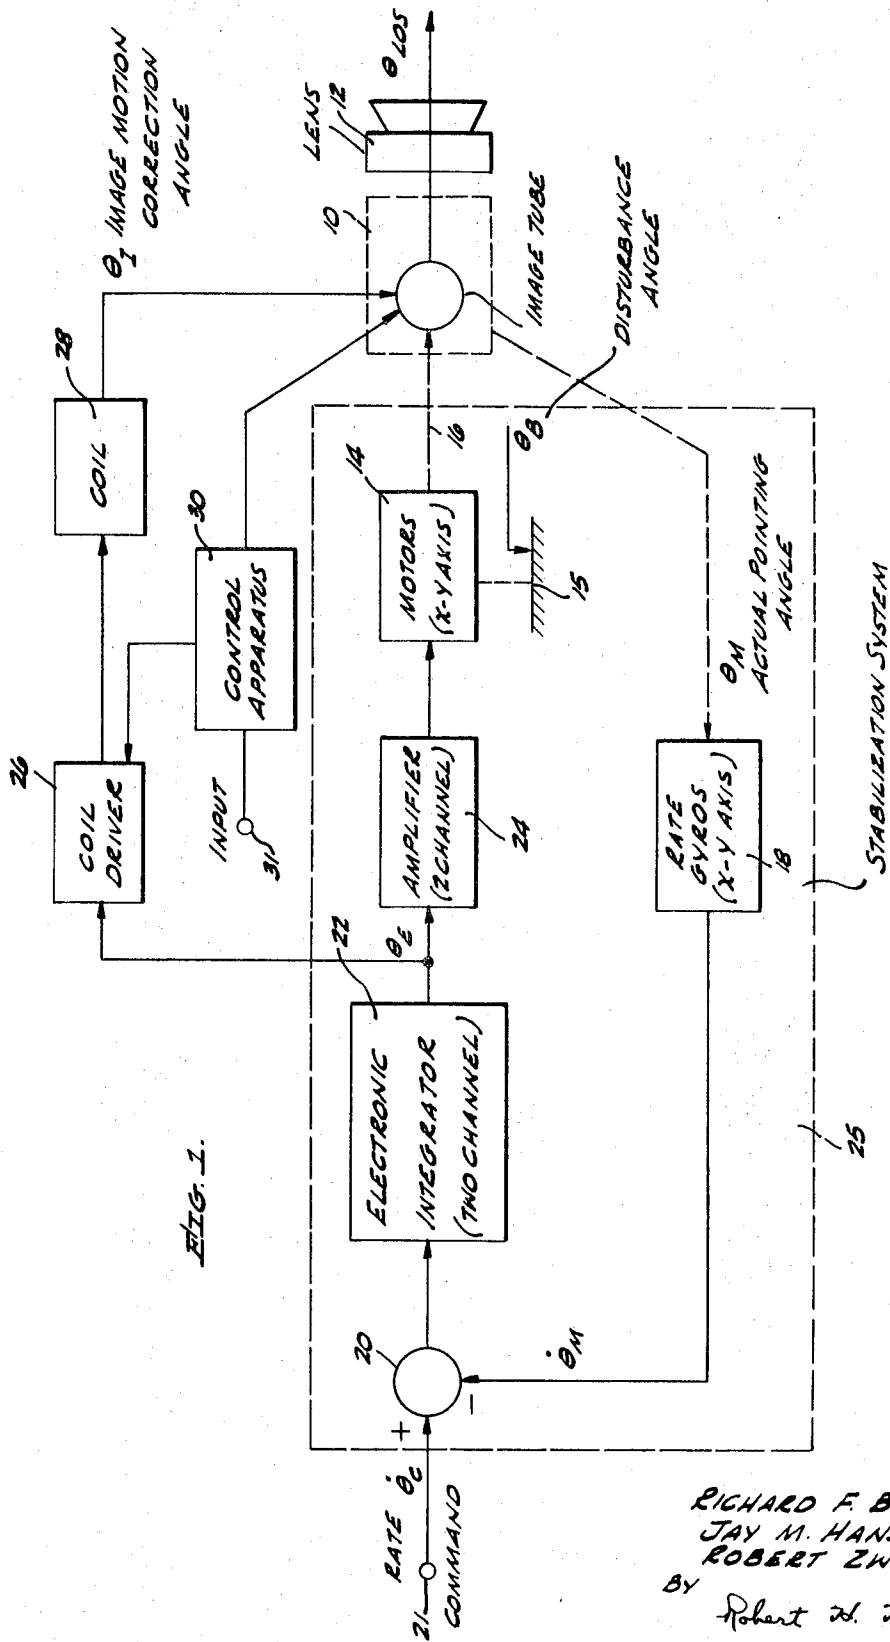 FIG. 1.
θI IMAGE MOTION
CORRECTION
ANGLE
28
COIL
26
COIL
DRIVER
30
CONTROL
APPARATUS
INPUT
31
LENS
12
θLOS
10
IMAGE TUBE
DISTURBANCE
ANGLE
θB
16
14
MOTORS
(X-Y AXIS)
15
AMPLIFIER
(2 CHANNEL)
24
θE
22
ELECTRONIC
INTEGRATOR
(TWO CHANNEL)
20
+
-
RATE
θ̇C
COMMAND
21
θ̇M
θM
ACTUAL POINTING
ANGLE
RATE
GYROS
(X-Y AXIS)
18
25
STABILIZATION SYSTEM
RICHARD F. B
JAY M. HAN
ROBERT ZW
BY
Robert H.